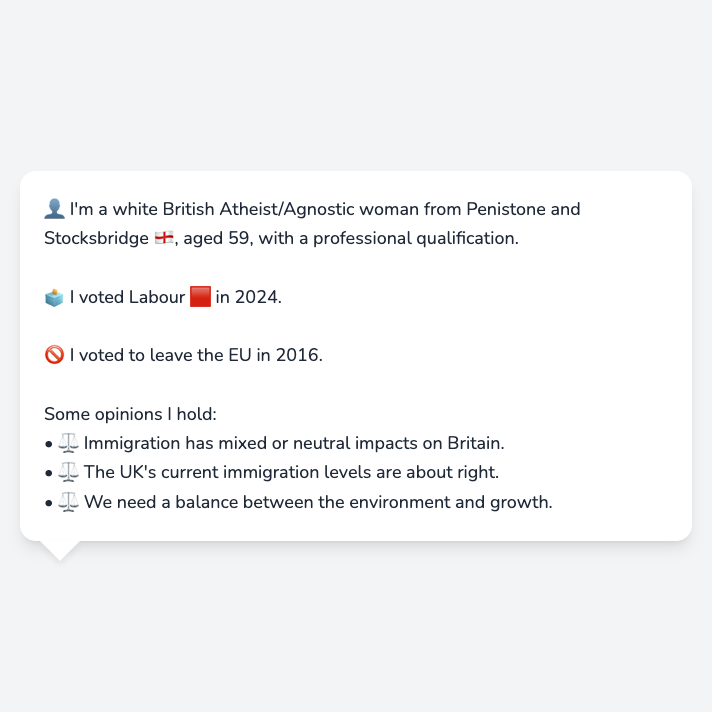 👤 I'm a white British Atheist/Agnostic woman from Penistone and
Stocksbridge 🏴󠁧󠁢󠁥󠁮󠁧󠁿, aged 59, with a professional qualification.
🗳️ I voted Labour 🟥 in 2024.
🚫 I voted to leave the EU in 2016.
Some opinions I hold:
• ⚖️ Immigration has mixed or neutral impacts on Britain.
• ⚖️ The UK's current immigration levels are about right.
• ⚖️ We need a balance between the environment and growth.